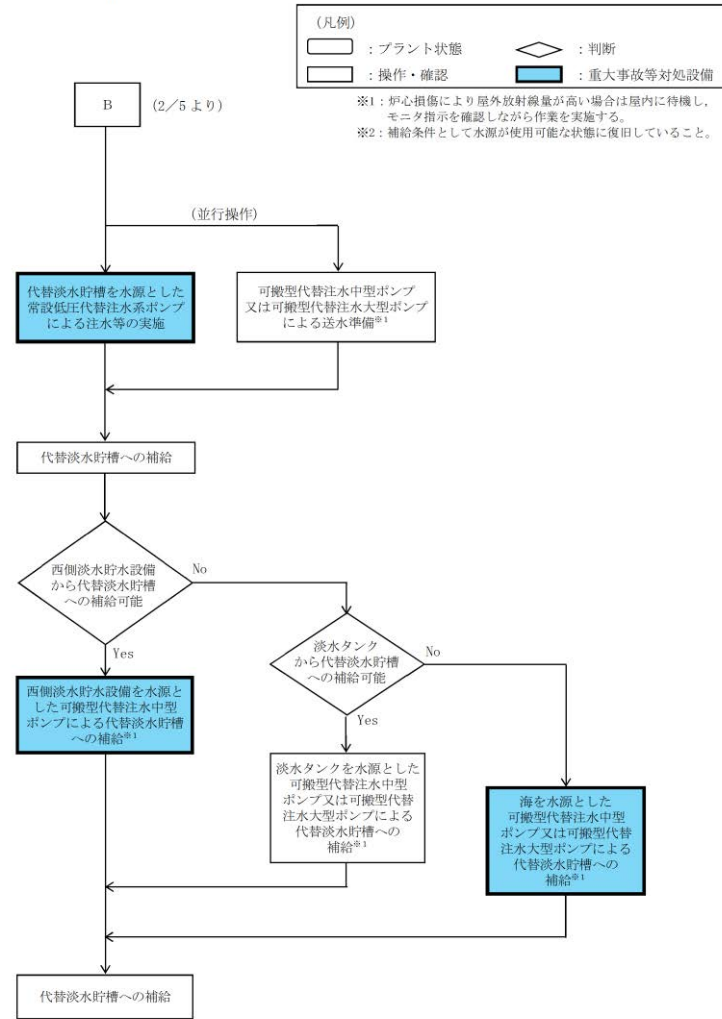 (凡例)
：プラント状態
：判断
：操作・確認
：重大事故等対処設備
※1：炉心損傷により屋外放射線量が高い場合は屋内に待機し，
モニタ指示を確認しながら作業を実施する。
※2：補給条件として水源が使用可能な状態に復旧していること。
B
(2／5 より)
(並行操作)
代替淡水貯槽を水源とした
常設低圧代替注水系ポンプ
による注水等の実施
可搬型代替注水中型ポンプ
又は可搬型代替注水大型ポンプ
による送水準備※1
代替淡水貯槽への補給
西側淡水貯水設備
から代替淡水貯槽
への補給可能
No
Yes
淡水タンク
から代替淡水貯槽
への補給可能
No
Yes
西側淡水貯水設備を水源と
した可搬型代替注水中型
ポンプによる代替淡水貯槽
への補給※1
淡水タンクを水源とした
可搬型代替注水中型
ポンプ又は可搬型代替
注水大型ポンプによる
代替淡水貯槽への
補給※1
海を水源とした
可搬型代替注水中型
ポンプ又は可搬型代替
注水大型ポンプによる
代替淡水貯槽への
補給※1
代替淡水貯槽への補給